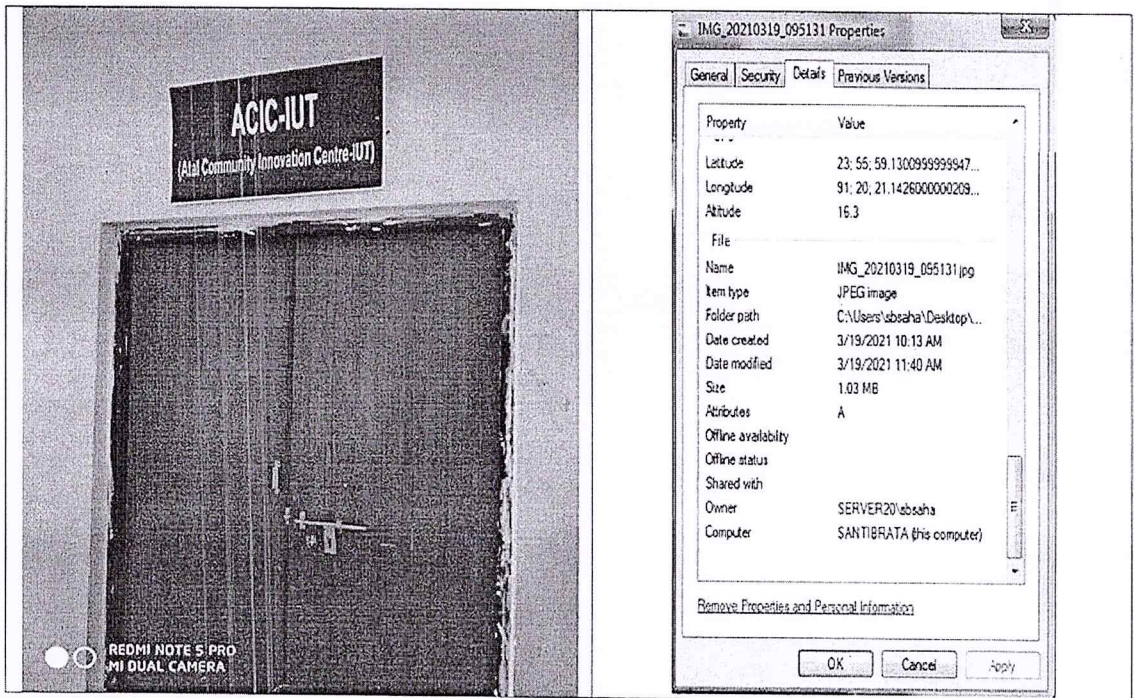 ACIC-IUT
(Atal Community Innovation Centre-IUT)
REDMI NOTE 5 PRO
MI DUAL CAMERA
IMG_20210319_095131 Properties
General Security Details Previous Versions
Property Value
Latitude 23; 55; 59.1300999999947...
Longitude 91; 20; 21.1426000000209...
Altitude 16.3
File
Name IMG_20210319_095131.jpg
Item type JPEG image
Folder path C:\Users\sbsaha\Desktop\...
Date created 3/19/2021 10:13 AM
Date modified 3/19/2021 11:40 AM
Size 1.03 MB
Attributes A
Offline availability
Offline status
Shared with
Owner SERVER20\sbsaha
Computer SANTIBRATA (this computer)
Remove Properties and Personal Information
OK Cancel Apply